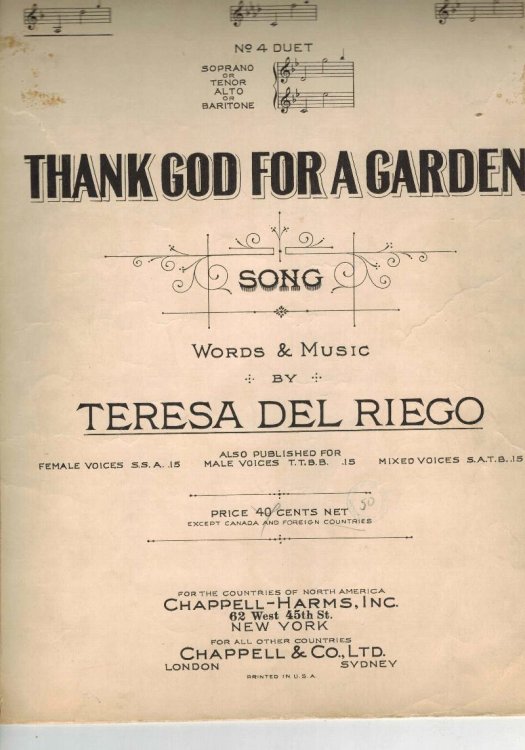 No 4 DUET
SOPRANO
OR
TENOR
ALTO
OR
BARITONE
THANK GOD FOR A GARDEN
SONG
WORDS & MUSIC
BY
TERESA DEL RIEGO
ALSO PUBLISHED FOR
FEMALE VOICES S.S.A. .15 MALE VOICES T.T.B.B. .15 MIXED VOICES S.A.T.B. .15
PRICE 40 CENTS NET 50
EXCEPT CANADA AND FOREIGN COUNTRIES
FOR THE COUNTRIES OF NORTH AMERICA
CHAPPELL-HARMS, INC.
62 West 45th St.
NEW YORK
FOR ALL OTHER COUNTRIES
CHAPPELL & CO., LTD.
LONDON SYDNEY
PRINTED IN U.S.A.